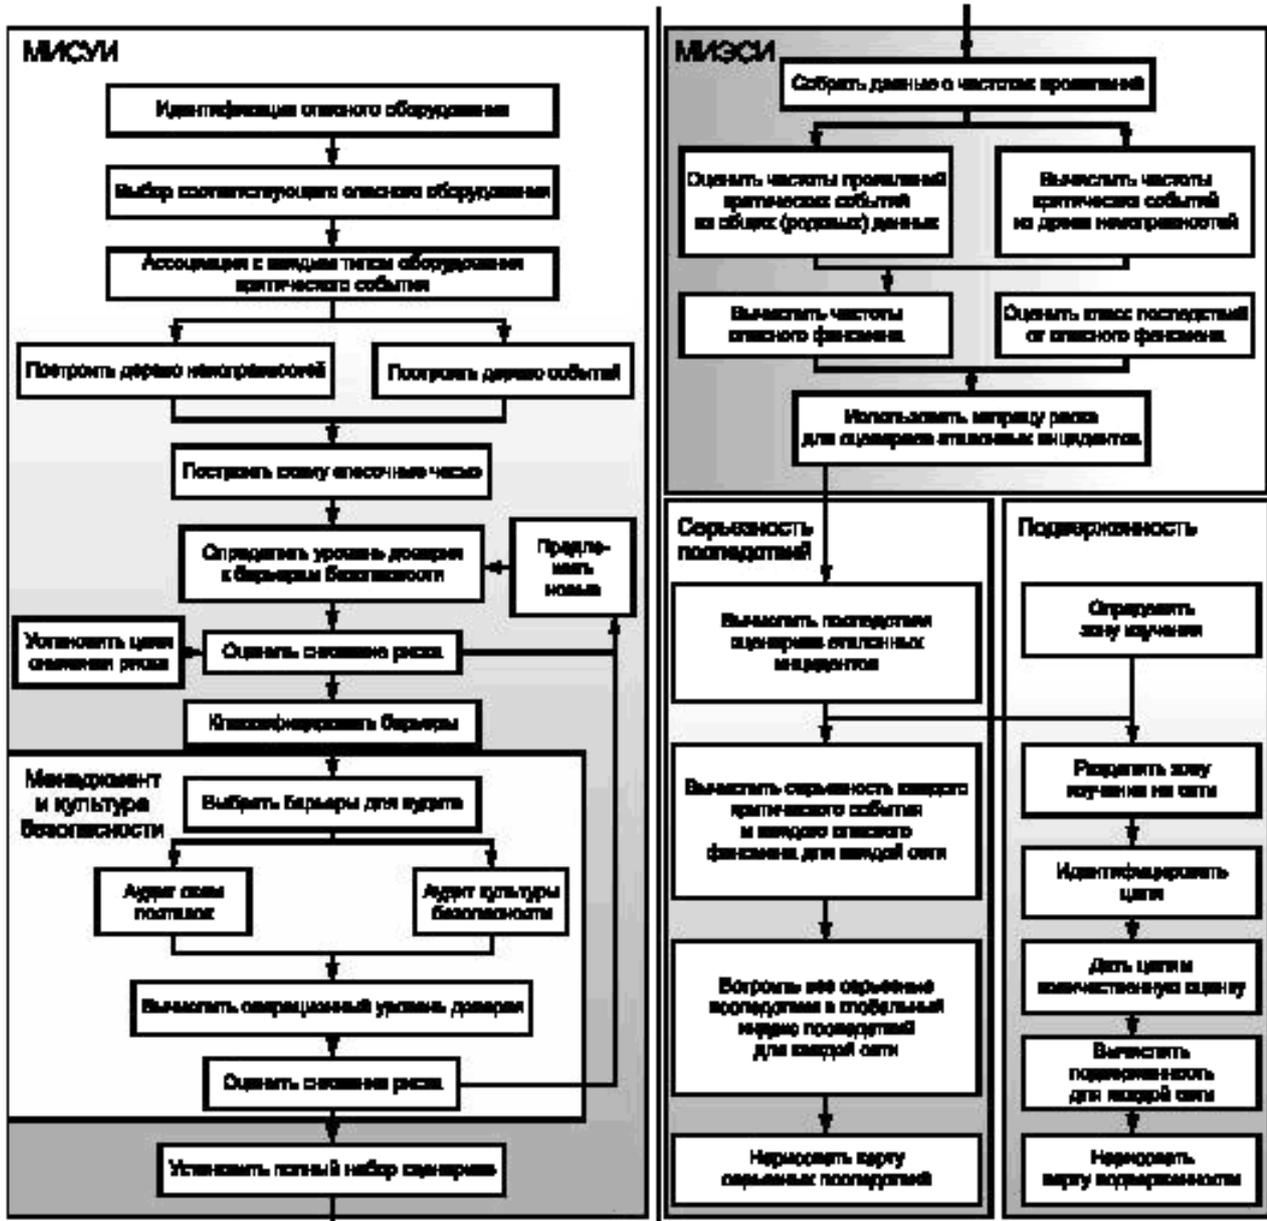 МИСУИ
Идентификация опасного оборудования
Выбор соответствующего опасного оборудования
Ассоциация с каждым типом оборудования
критического события
Построить дерево неисправностей
Построить дерево событий
Построить схему
Определить уровень доверия
к барьерам безопасности
Предло-
жить
новые
Установить цели
снижения риска
Оценить снижение риска
Классифицировать барьеры
Менеджмент
и культура
безопасности
Выбрать барьеры для аудита
Аудит
Аудит культуры
безопасности
Вычислить операционный уровень доверия
Оценить снижение риска
Установить полный набор сценариев
МИЭСИ
Собрать данные о частотах проявлений
Оценить частоты проявлений
критических событий
из общих (родовых) данных
Вычислить частоты
критических событий
из древа неисправностей
Вычислить частоты
опасного феномена
Оценить класс последствий
от опасного феномена
Использовать матрицу риска
для сценариев эталонных инцидентов
Серьезность
последствий
Вычислить последствия
сценариев эталонных
инцидентов
Вычислить серьезность каждого
критического события
и каждого опасного
феномена для каждой сети
все серьезные
последствия в глобальный
индекс последствий
для каждой сети
Нарисовать карту
серьезных последствий
Подверженность
Определить
зону изучения
Разделить зону
изучения на сети
Идентифицировать
цели
Дать целям
количественную оценку
Вычислить
подверженность
для каждой сети
Нарисовать
карту подверженности